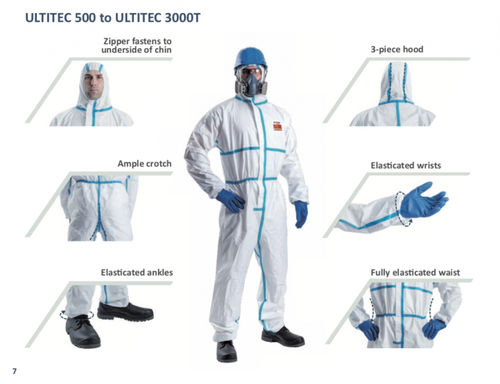 ULTITEC 500 to ULTITEC 3000T
Zipper fastens to
underside of chin
3-piece hood
Ample crotch
Elasticated wrists
Elasticated ankles
Fully elasticated waist
7